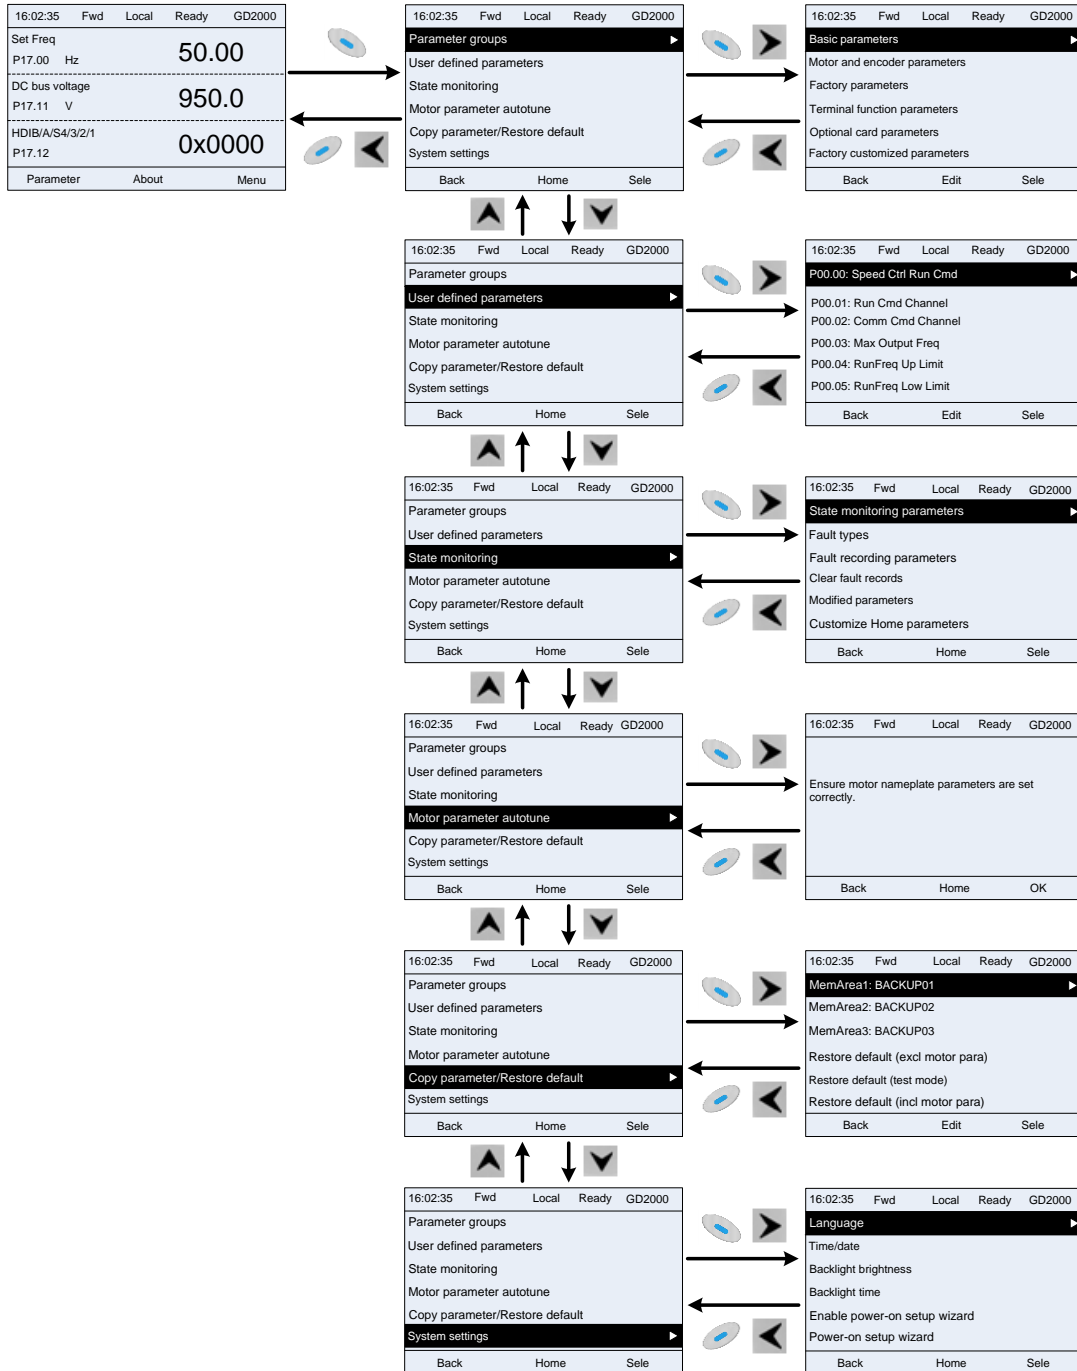 16:02:35 Fwd Local Ready GD2000
Set Freq
P17.00 Hz 50.00
DC bus voltage
P17.11 V 950.0
HDIB/A/S4/3/2/1
P17.12 0x0000
Parameter About Menu
16:02:35 Fwd Local Ready GD2000
Parameter groups
User defined parameters
State monitoring
Motor parameter autotune
Copy parameter/Restore default
System settings
Back Home Sele
16:02:35 Fwd Local Ready GD2000
Basic parameters
Motor and encoder parameters
Factory parameters
Terminal function parameters
Optional card parameters
Factory customized parameters
Back Edit Sele
16:02:35 Fwd Local Ready GD2000
Parameter groups
User defined parameters
State monitoring
Motor parameter autotune
Copy parameter/Restore default
System settings
Back Home Sele
16:02:35 Fwd Local Ready GD2000
P00.00: Speed Ctrl Run Cmd
P00.01: Run Cmd Channel
P00.02: Comm Cmd Channel
P00.03: Max Output Freq
P00.04: RunFreq Up Limit
P00.05: RunFreq Low Limit
Back Edit Sele
16:02:35 Fwd Local Ready GD2000
Parameter groups
User defined parameters
State monitoring
Motor parameter autotune
Copy parameter/Restore default
System settings
Back Home Sele
16:02:35 Fwd Local Ready GD2000
State monitoring parameters
Fault types
Fault recording parameters
Clear fault records
Modified parameters
Customize Home parameters
Back Home Sele
16:02:35 Fwd Local Ready GD2000
Parameter groups
User defined parameters
State monitoring
Motor parameter autotune
Copy parameter/Restore default
System settings
Back Home Sele
16:02:35 Fwd Local Ready GD2000
Ensure motor nameplate parameters are set
correctly.
Back Home OK
16:02:35 Fwd Local Ready GD2000
Parameter groups
User defined parameters
State monitoring
Motor parameter autotune
Copy parameter/Restore default
System settings
Back Home Sele
16:02:35 Fwd Local Ready GD2000
MemArea1: BACKUP01
MemArea2: BACKUP02
MemArea3: BACKUP03
Restore default (excl motor para)
Restore default (test mode)
Restore default (incl motor para)
Back Edit Sele
16:02:35 Fwd Local Ready GD2000
Parameter groups
User defined parameters
State monitoring
Motor parameter autotune
Copy parameter/Restore default
System settings
Back Home Sele
16:02:35 Fwd Local Ready GD2000
Language
Time/date
Backlight brightness
Backlight time
Enable power-on setup wizard
Power-on setup wizard
Back Home Sele